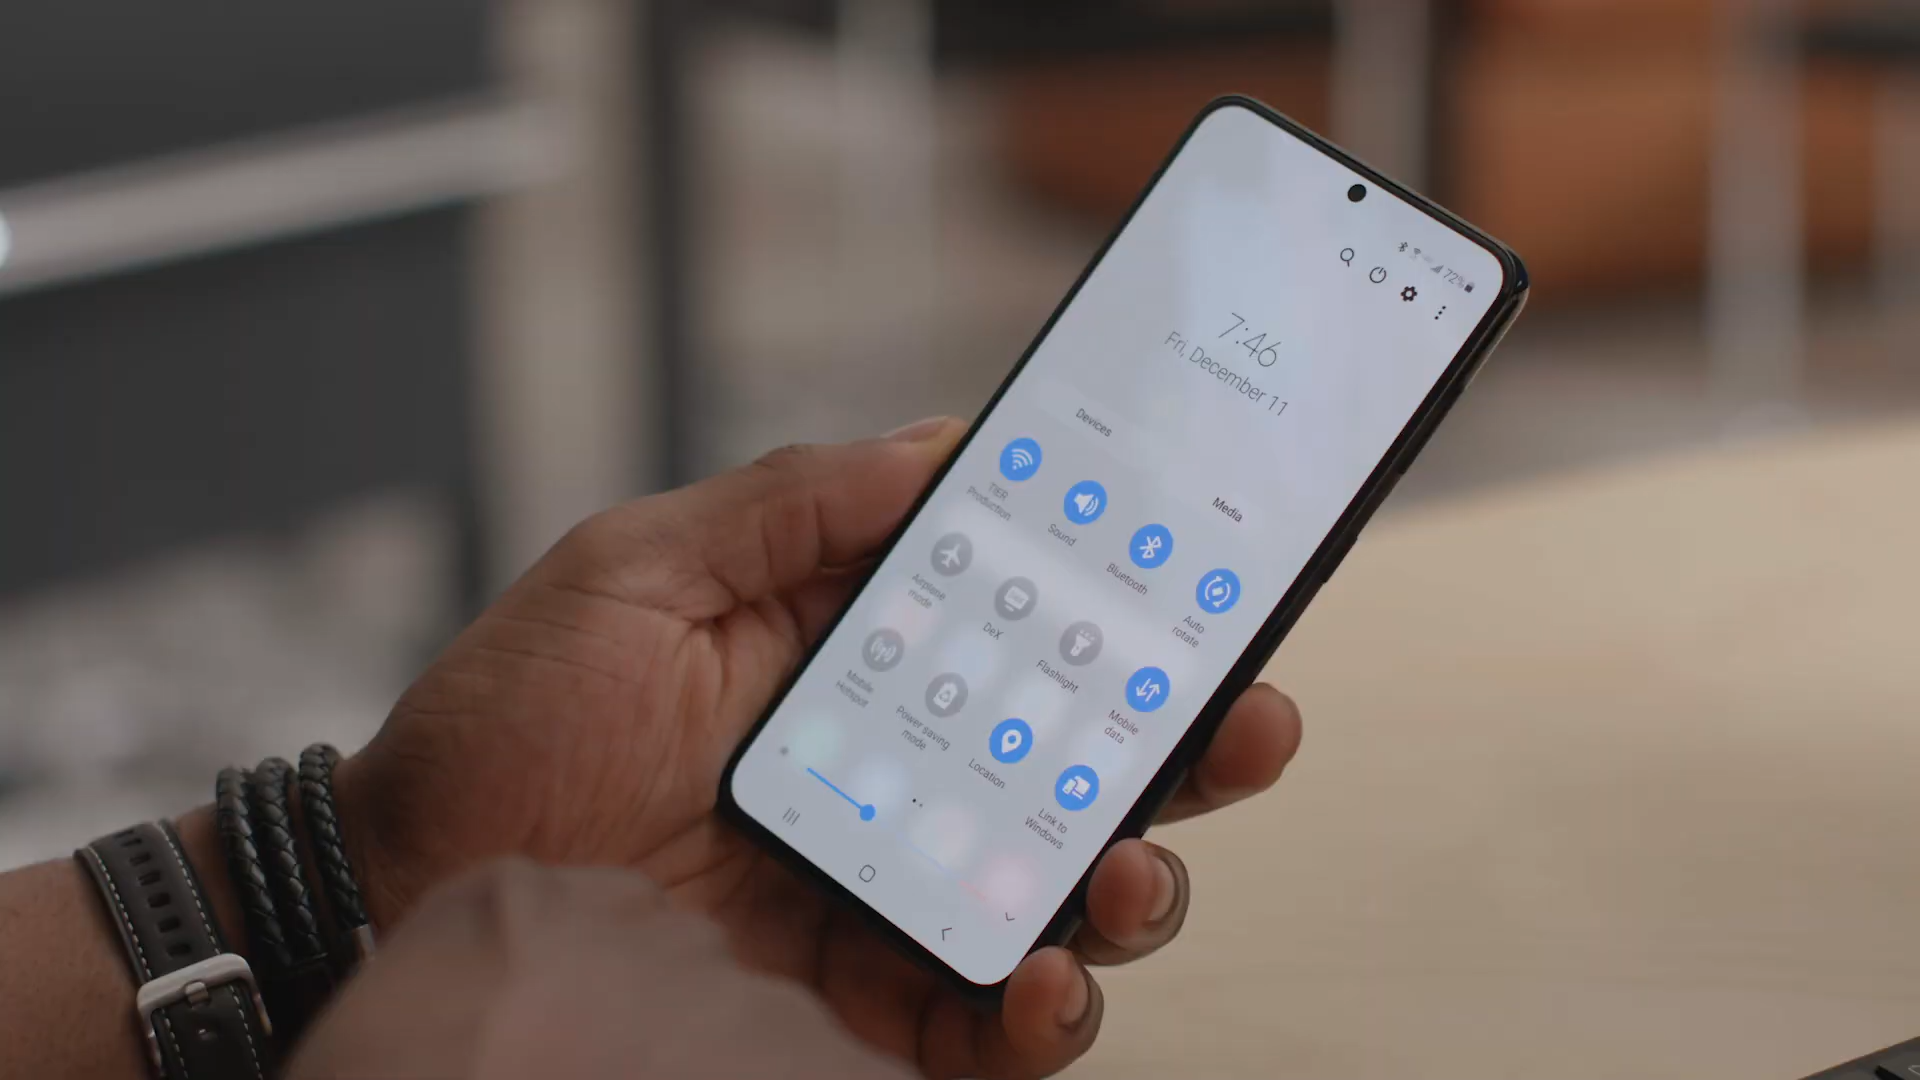 72%
7:46
Fri, December 11
Devices
Media
TIER
Production
Sound
Bluetooth
Auto
rotate
Airplane
mode
DeX
Flashlight
Mobile
data
Mobile
Hotspot
Power saving
mode
Location
Link to
Windows